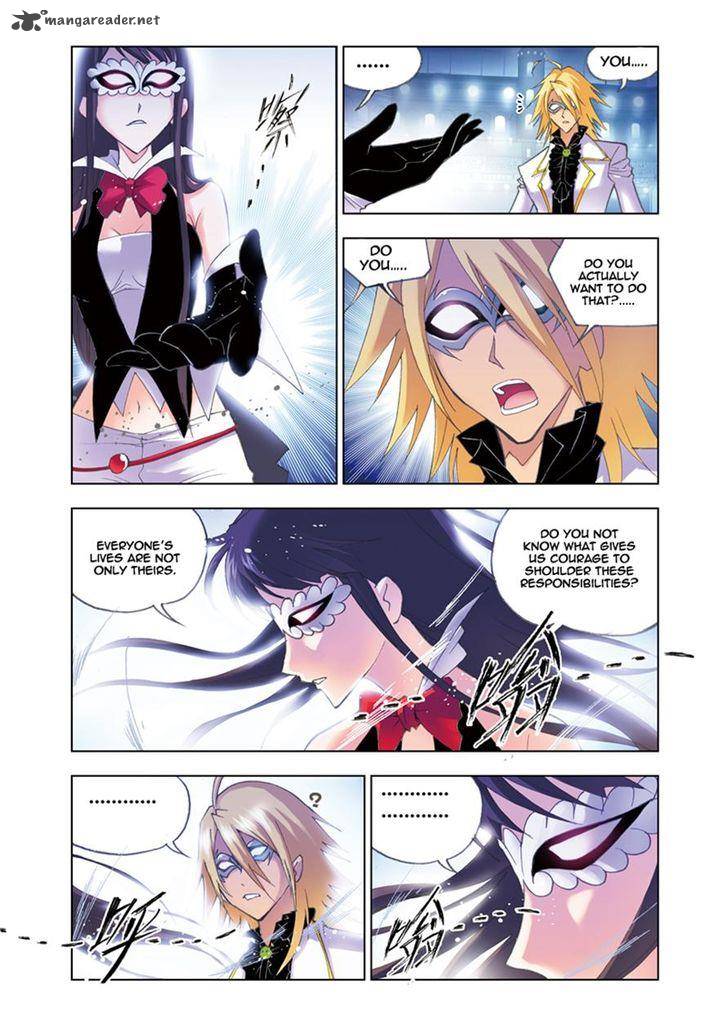 mangareader.net
YOU.....
......
DO
YOU.....
DO YOU
ACTUALLY
WANT TO DO
THAT?.....
DO YOU NOT
KNOW WHAT GIVES
US COURAGE TO
SHOULDER THESE
RESPONSIBILITIES?
EVERYONE'S
LIVES ARE NOT
ONLY THEIRS.
............
............
............
?